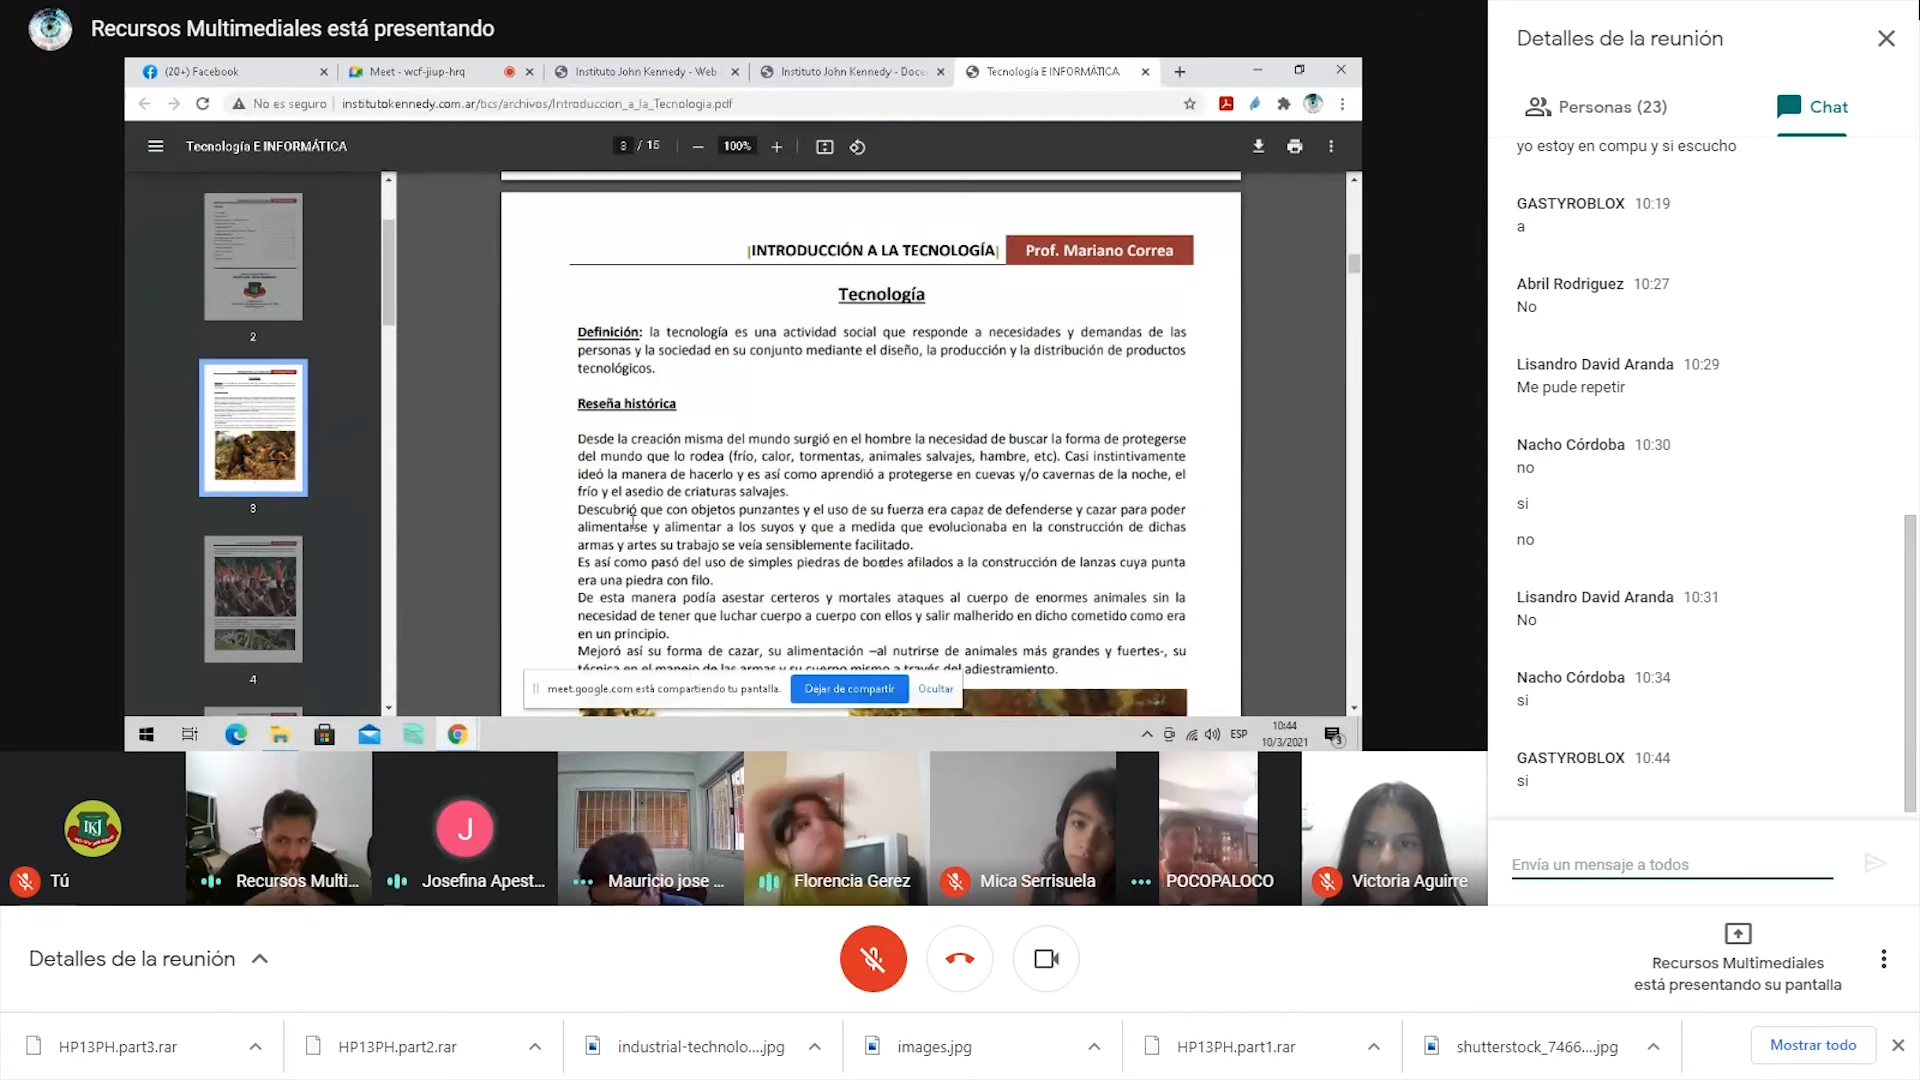 Recursos Multimediales está presentando
(20+) Facebook
Meet - wcf-jiup-hrq
Instituto John Kennedy - Web
Instituto John Kennedy - Doce
Tecnología E INFORMÁTICA
No es seguro
institutokennedy.com.ar/bcs/archivos/Introduccion_a_la_Tecnologia.pdf
Tecnología E INFORMÁTICA
3 / 15
100%
2
3
4
INTRODUCCIÓN A LA TECNOLOGÍA
Prof. Mariano Correa
Tecnología
Definición: la tecnología es una actividad social que responde a necesidades y demandas de las
personas y la sociedad en su conjunto mediante el diseño, la producción y la distribución de productos
tecnológicos.
Reseña histórica
Desde la creación misma del mundo surgió en el hombre la necesidad de buscar la forma de protegerse
del mundo que lo rodea (frío, calor, tormentas, animales salvajes, hambre, etc). Casi instintivamente
ideó la manera de hacerlo y es así como aprendió a protegerse en cuevas y/o cavernas de la noche, el
frío y el asedio de criaturas salvajes.
Descubrió que con objetos punzantes y el uso de su fuerza era capaz de defenderse y cazar para poder
alimentarse y alimentar a los suyos y que a medida que evolucionaba en la construcción de dichas
armas y artes su trabajo se veía sensiblemente facilitado.
Es así como pasó del uso de simples piedras de bordes afilados a la construcción de lanzas cuya punta
era una piedra con filo.
De esta manera podía asestar certeros y mortales ataques al cuerpo de enormes animales sin la
necesidad de tener que luchar cuerpo a cuerpo con ellos y salir malherido en dicho cometido como era
en un principio.
Mejoró así su forma de cazar, su alimentación –al nutrirse de animales más grandes y fuertes-, su
técnica en el manejo de las armas y su cuerpo mismo a través del adiestramiento.
meet.google.com está compartiendo tu pantalla.
Dejar de compartir
Ocultar
ESP
10:44
10/3/2021
3
IKJ
Tú
Recursos Multi...
J
Josefina Apest...
Mauricio jose ...
Florencia Gerez
Mica Serrisuela
POCOPALOCO
Victoria Aguirre
Detalles de la reunión
Personas (23)
Chat
yo estoy en compu y si escucho
GASTYROBLOX 10:19
a
Abril Rodriguez 10:27
No
Lisandro David Aranda 10:29
Me pude repetir
Nacho Córdoba 10:30
no
si
no
Lisandro David Aranda 10:31
No
Nacho Córdoba 10:34
si
GASTYROBLOX 10:44
si
Envía un mensaje a todos
Detalles de la reunión
Recursos Multimediales
está presentando su pantalla
HP13PH.part3.rar
HP13PH.part2.rar
industrial-technolo....jpg
images.jpg
HP13PH.part1.rar
shutterstock_7466....jpg
Mostrar todo